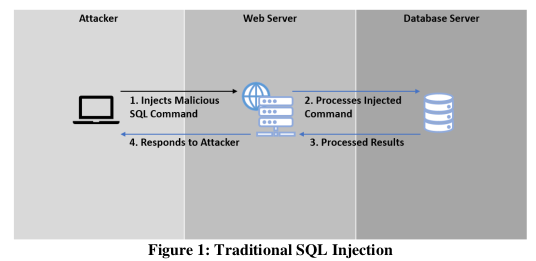 Attacker
Web Server
Database Server
1. Injects Malicious
SQL Command
2. Processes Injected
Command
4. Responds to Attacker
3. Processed Results
Figure 1: Traditional SQL Injection